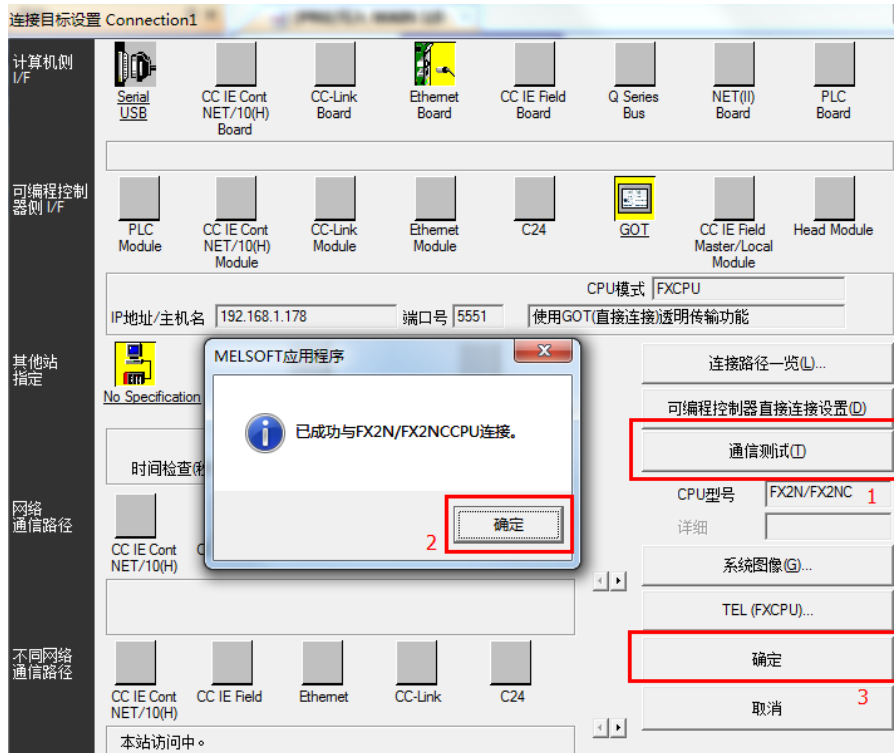 连接目标设置 Connection1
计算机侧
I/F
Serial
USB
CC IE Cont
NET/10(H)
Board
CC-Link
Board
Ethernet
Board
CC IE Field
Board
Q Series
Bus
NET(II)
Board
PLC
Board
可编程控制
器侧 I/F
PLC
Module
CC IE Cont
NET/10(H)
Module
CC-Link
Module
Ethernet
Module
C24
GOT
CC IE Field
Master/Local
Module
Head Module
CPU模式 FXCPU
IP地址/主机名 192.168.1.178 端口号 5551 使用GOT(直接连接)透明传输功能
其他站
指定
No Specification
时间检查(秒
MELSOFT应用程序
已成功与FX2N/FX2NCCPU连接。
确定
2
连接路径一览(L)...
可编程控制器直接连接设置(D)
通信测试(T)
CPU型号 FX2N/FX2NC 1
详细
系统图像(G)...
TEL (FXCPU)...
确定
3
取消
网络
通信路径
CC IE Cont
NET/10(H)
C
不同网络
通信路径
CC IE Cont
NET/10(H)
CC IE Field
Ethernet
CC-Link
C24
本站访问中。